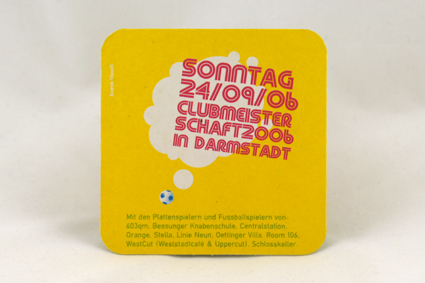 SONNTAG
24/09/06
CLUBMEISTER
SCHAFT2006
IN DARMSTADT
Mit den Plattenspielern und Fussballspielern von
603qm, Bessunger Knabenschule, Centralstation,
Orange, Stella, Linie Neun, Oettinger Villa, Room 106,
WestCut (Weststadtcafé & Uppercut), Schlosskeller.